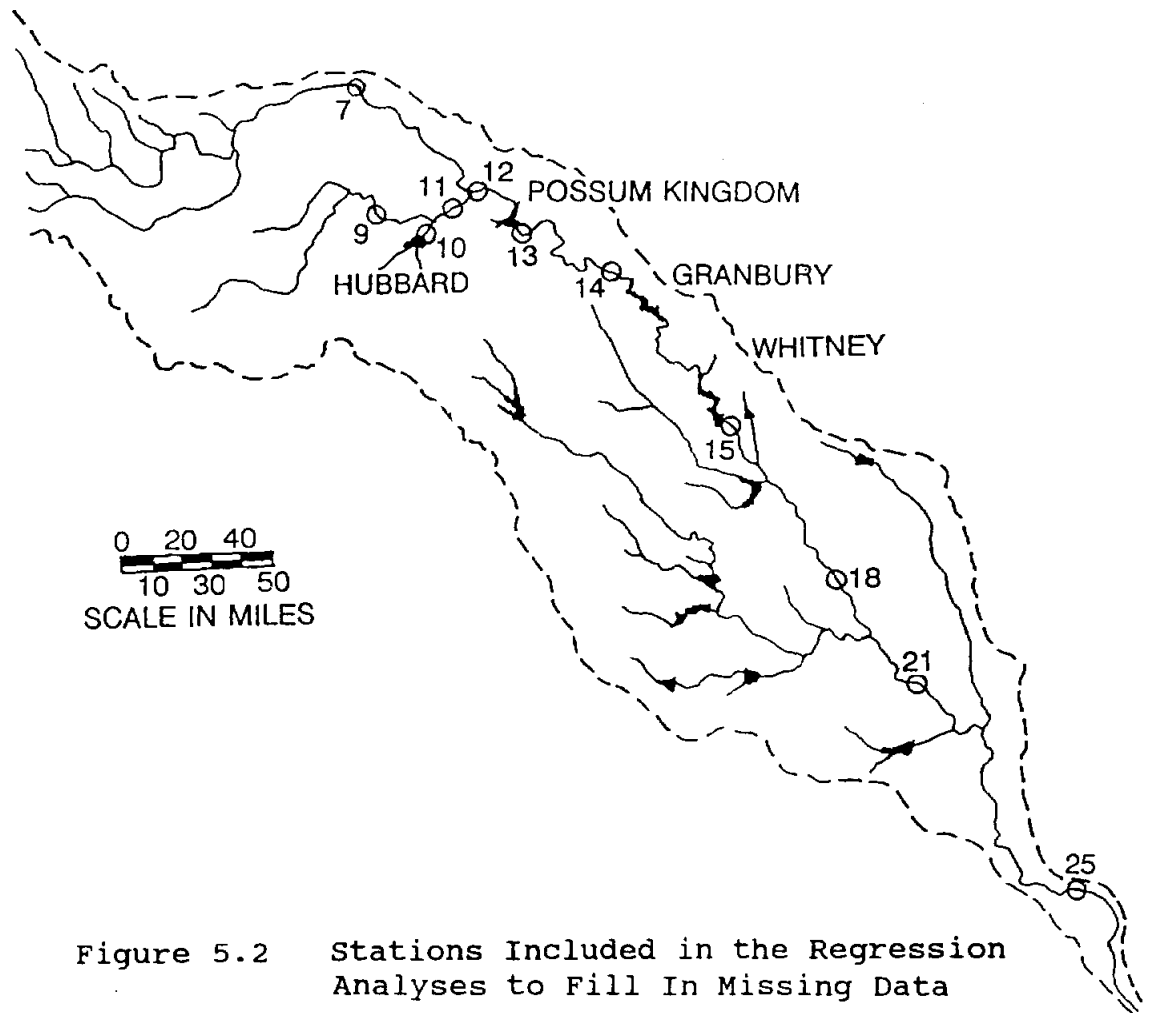 7
12
11
POSSUM KINGDOM
9
10
13
HUBBARD
14
GRANBURY
WHITNEY
15
0 20 40
10 30 50
SCALE IN MILES
18
21
25
Figure 5.2 Stations Included in the Regression
Analyses to Fill In Missing Data